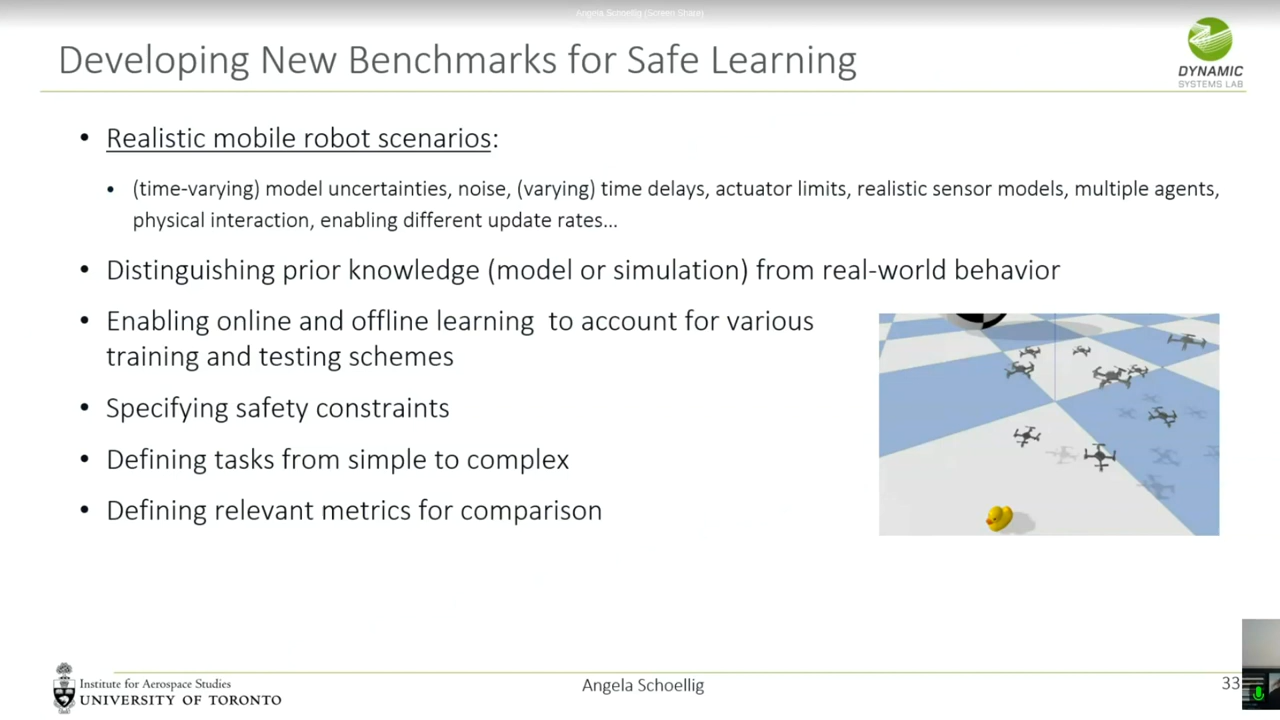 Angela Schoellig (Screen Share)
Developing New Benchmarks for Safe Learning
DYNAMIC
SYSTEMS LAB
• Realistic mobile robot scenarios:
• (time-varying) model uncertainties, noise, (varying) time delays, actuator limits, realistic sensor models, multiple agents,
physical interaction, enabling different update rates...
• Distinguishing prior knowledge (model or simulation) from real-world behavior
• Enabling online and offline learning to account for various
training and testing schemes
• Specifying safety constraints
• Defining tasks from simple to complex
• Defining relevant metrics for comparison
Institute for Aerospace Studies
UNIVERSITY OF TORONTO
Angela Schoellig
33